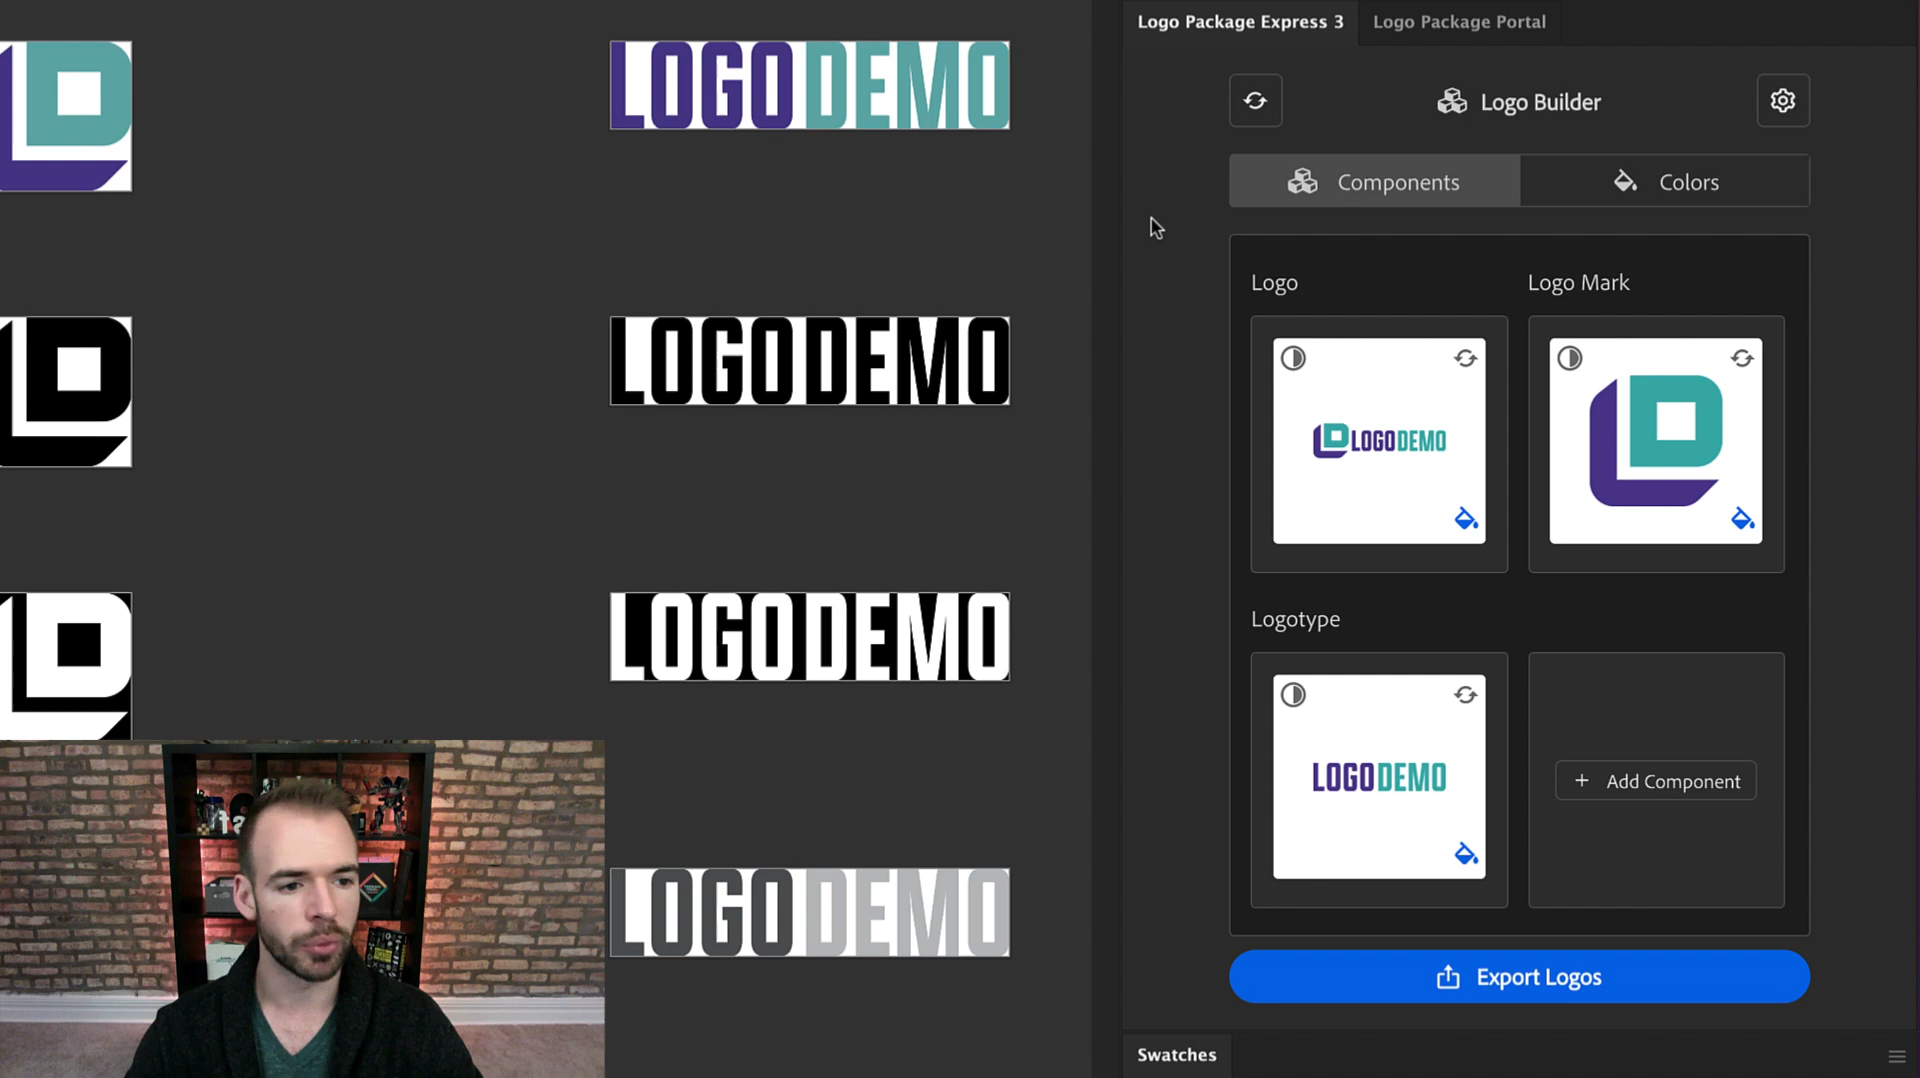 Logo Package Express 3
Logo Package Portal
LOGODEMO
Logo Builder
Components
Colors
Logo
Logo Mark
LOGODEMO
LOGODEMO
Logotype
LOGODEMO
LOGODEMO
Add Component
LOGODEMO
Export Logos
Swatches